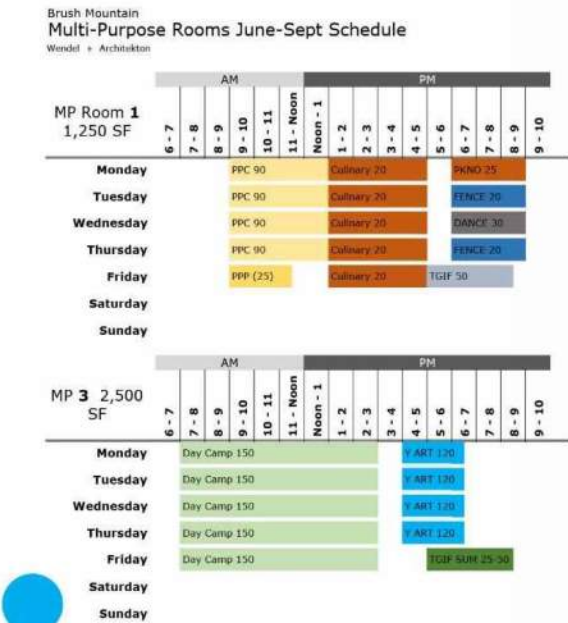 Brush Mountain
Multi-Purpose Rooms June-Sept Schedule
Wendel + Architekton
AM PM
MP Room 1
1,250 SF
6 - 7 7 - 8 8 - 9 9 - 10 10 - 11 11 - Noon Noon - 1 1 - 2 2 - 3 3 - 4 4 - 5 5 - 6 6 - 7 7 - 8 8 - 9 9 - 10
Monday PPC 90 Culinary 20 PKNO 25
Tuesday PPC 90 Culinary 20 FENCE 20
Wednesday PPC 90 Culinary 20 DANCE 30
Thursday PPC 90 Culinary 20 FENCE 20
Friday PPP (25) Culinary 20 TGIF 50
Saturday
Sunday
AM PM
MP 3 2,500
SF
6 - 7 7 - 8 8 - 9 9 - 10 10 - 11 11 - Noon Noon - 1 1 - 2 2 - 3 3 - 4 4 - 5 5 - 6 6 - 7 7 - 8 8 - 9 9 - 10
Monday Day Camp 150 Y ART 120
Tuesday Day Camp 150 Y ART 120
Wednesday Day Camp 150 Y ART 120
Thursday Day Camp 150 Y ART 120
Friday Day Camp 150 TGIF SUM 25-50
Saturday
Sunday